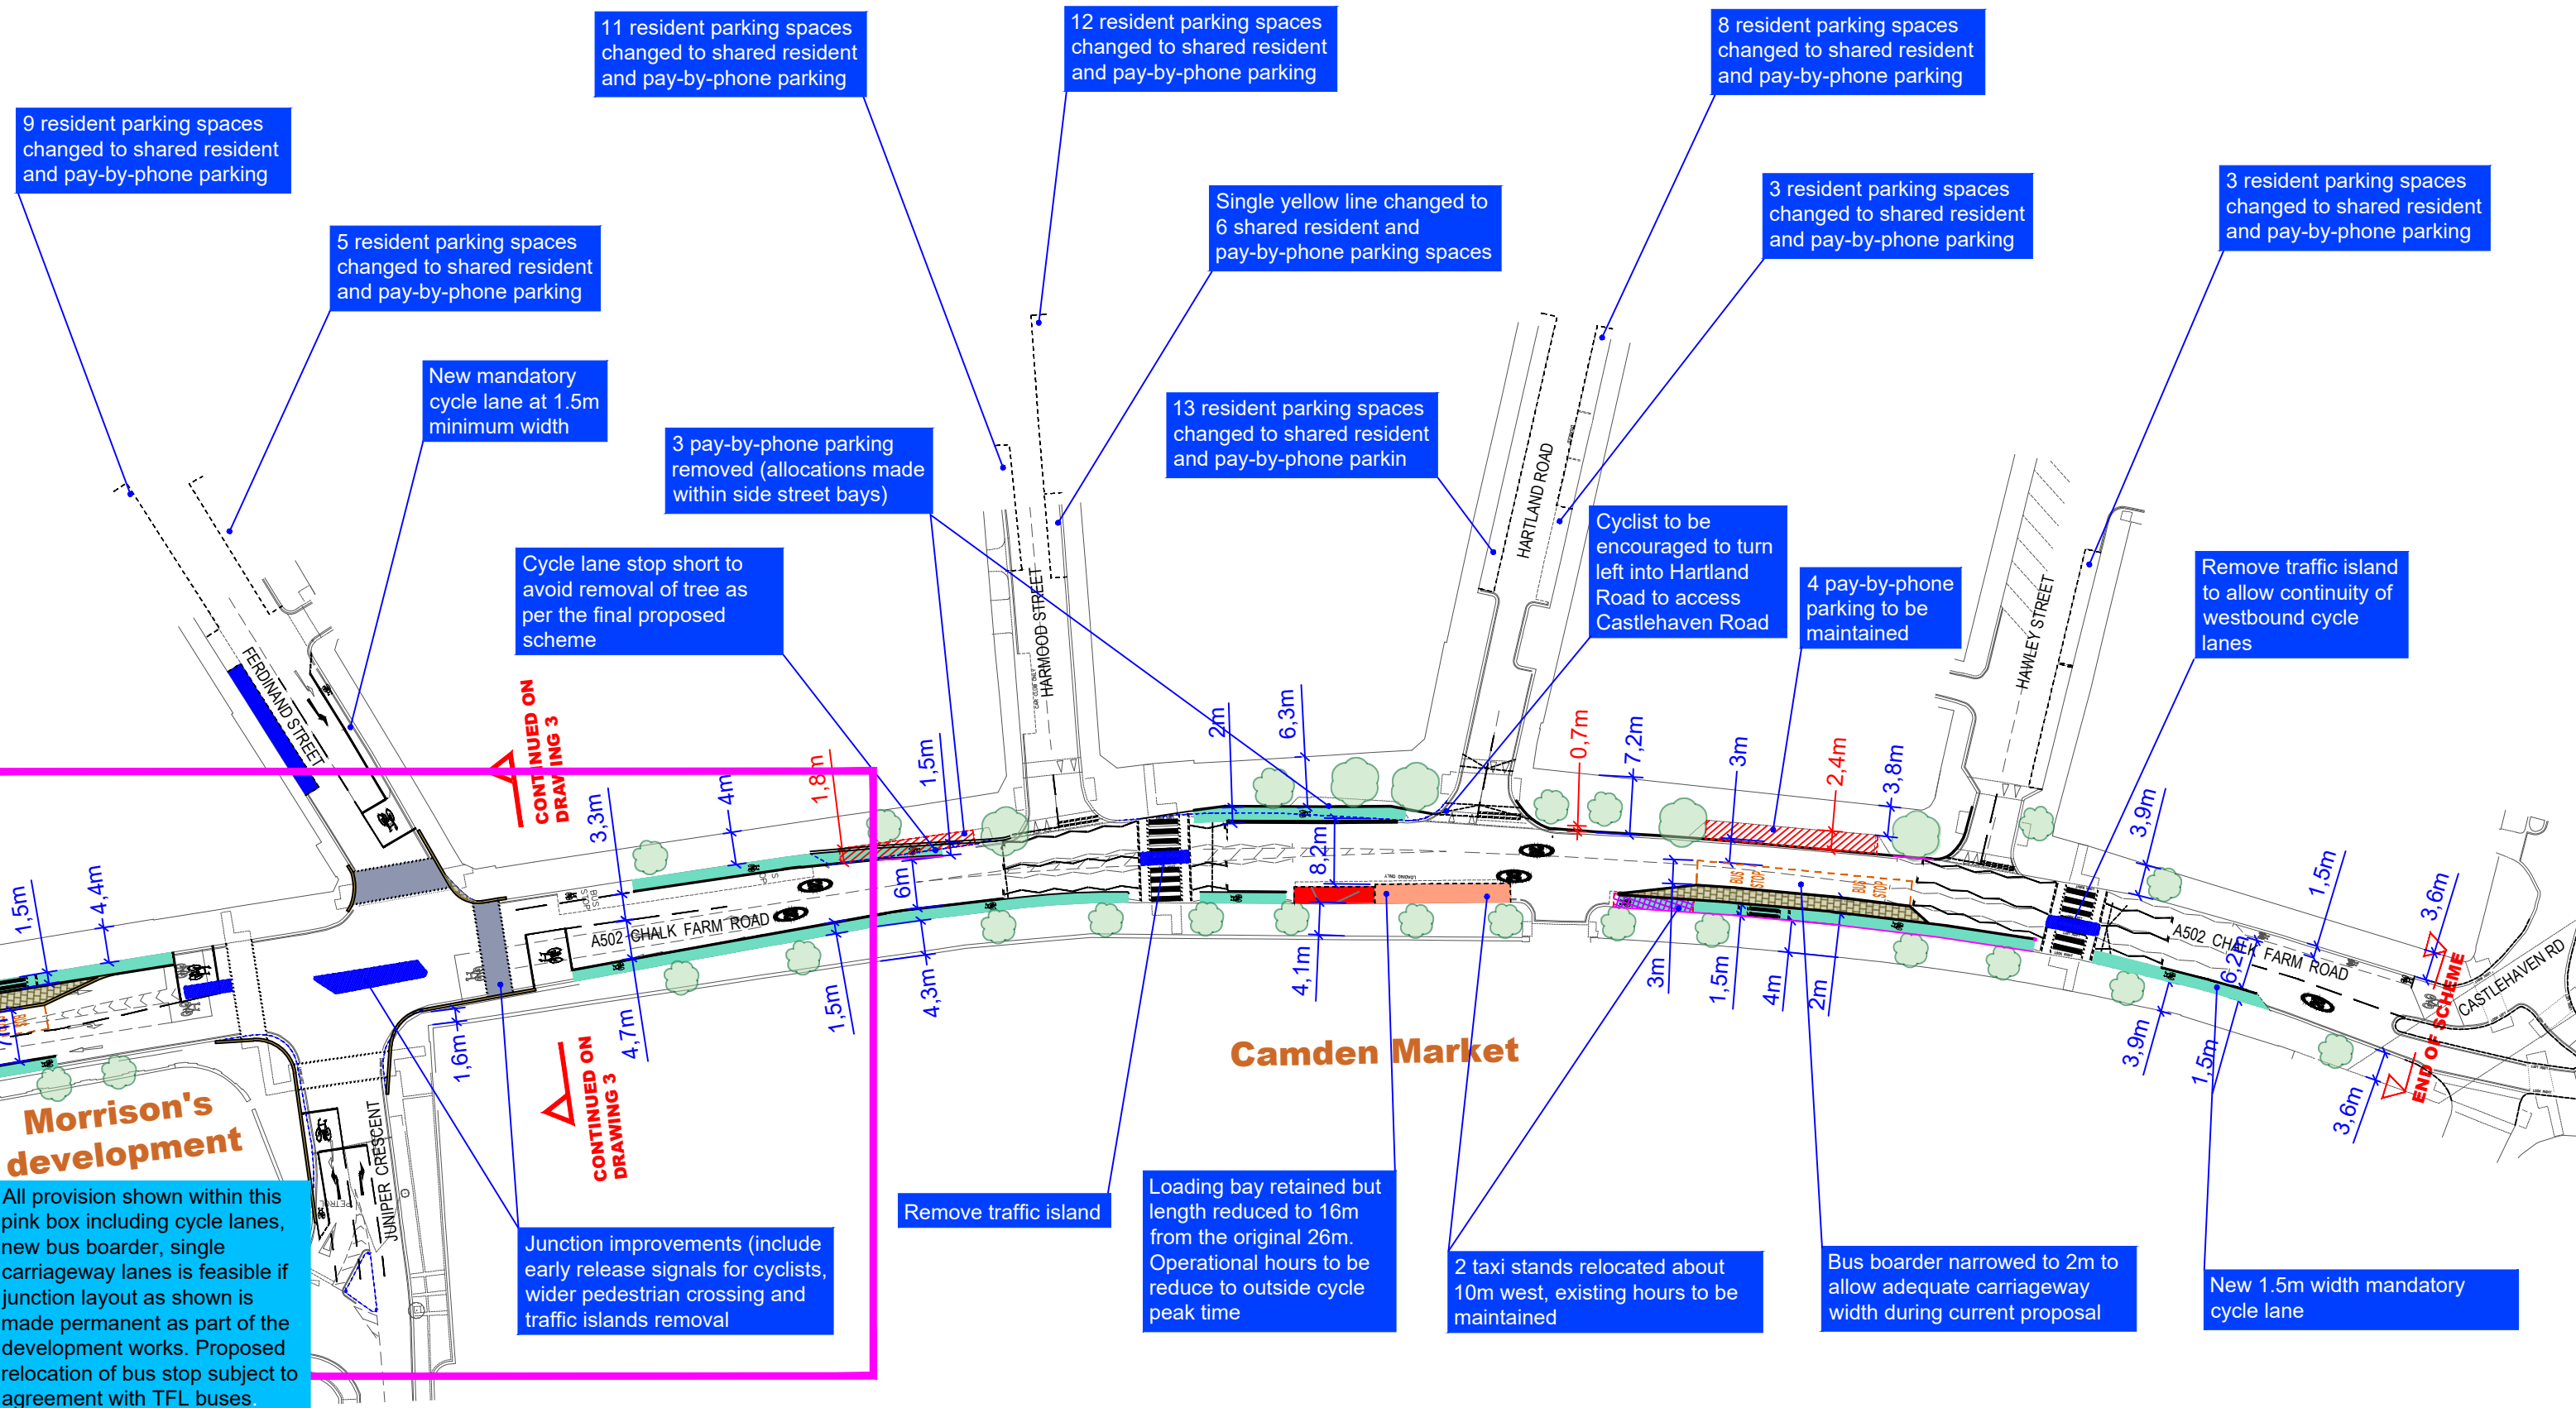 11 resident parking spaces
changed to shared resident
and pay-by-phone parking
12 resident parking spaces
changed to shared resident
and pay-by-phone parking
8 resident parking spaces
changed to shared resident
and pay-by-phone parking
9 resident parking spaces
changed to shared resident
and pay-by-phone parking
5 resident parking spaces
changed to shared resident
and pay-by-phone parking
Single yellow line changed to
6 shared resident and
pay-by-phone parking spaces
3 resident parking spaces
changed to shared resident
and pay-by-phone parking
3 resident parking spaces
changed to shared resident
and pay-by-phone parking
New mandatory
cycle lane at 1.5m
minimum width
3 pay-by-phone parking
removed (allocations made
within side street bays)
13 resident parking spaces
changed to shared resident
and pay-by-phone parkin
Cycle lane stop short to
avoid removal of tree as
per the final proposed
scheme
Cyclist to be
encouraged to turn
left into Hartland
Road to access
Castlehaven Road
4 pay-by-phone
parking to be
maintained
Remove traffic island
to allow continuity of
westbound cycle
lanes
FERDINAND STREET
HARMOOD STREET
HARTLAND ROAD
HAWLEY STREET
CONTINUED ON
DRAWING 3
1,5m
4,4m
3,3m
4m
1,8m
1,5m
6m
2m
6,3m
8,2m
0,7m
7,2m
3m
2,4m
3,8m
3,9m
1,5m
3,6m
6,2m
BUS
STOP
BUS
STOP
BUS
STOP
LOADING ONLY
A502 CHALK FARM ROAD
A502 CHALK FARM ROAD
CASTLEHAVEN RD
END OF SCHEME
1,6m
4,7m
1,5m
4,3m
4,1m
3m
1,5m
4m
2m
3,9m
1,5m
3,6m
CONTINUED ON
DRAWING 3
Camden Market
Morrison's
development
JUNIPER CRESCENT
All provision shown within this
pink box including cycle lanes,
new bus boarder, single
carriageway lanes is feasible if
junction layout as shown is
made permanent as part of the
development works. Proposed
relocation of bus stop subject to
agreement with TFL buses.
Junction improvements (include
early release signals for cyclists,
wider pedestrian crossing and
traffic islands removal
Remove traffic island
Loading bay retained but
length reduced to 16m
from the original 26m.
Operational hours to be
reduce to outside cycle
peak time
2 taxi stands relocated about
10m west, existing hours to be
maintained
Bus boarder narrowed to 2m to
allow adequate carriageway
width during current proposal
New 1.5m width mandatory
cycle lane